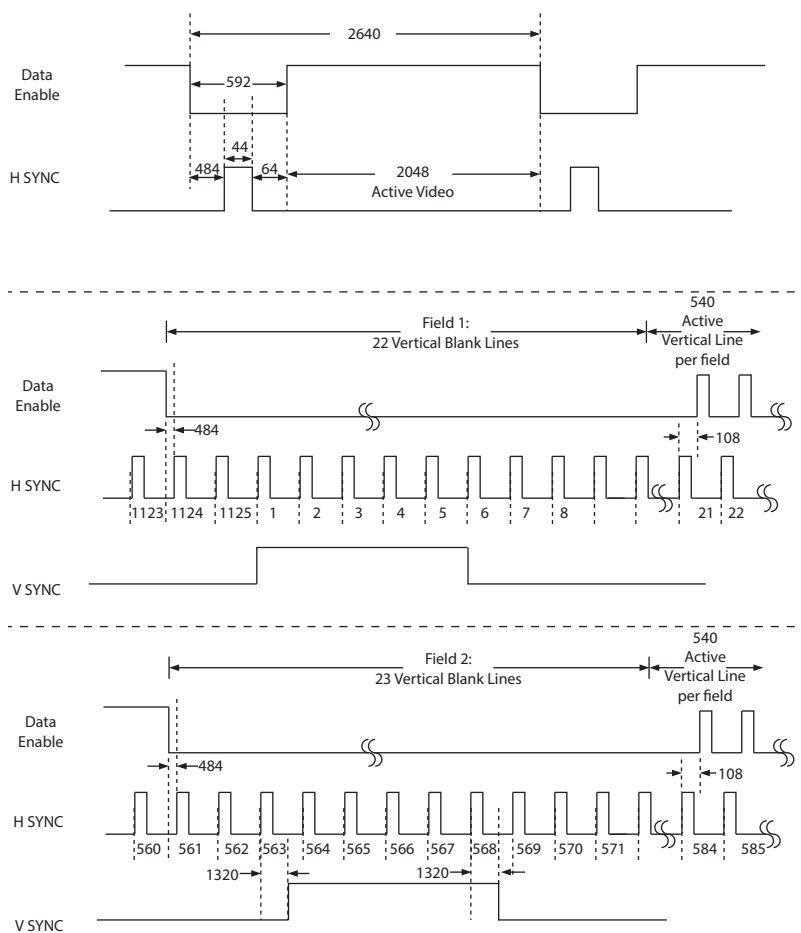 2640
Data
Enable
592
44
H SYNC
484
64
2048
Active Video
540
Active
Vertical Line
per field
Field 1:
22 Vertical Blank Lines
Data
Enable
484
108
H SYNC
1123 1124 1125 1 2 3 4 5 6 7 8 21 22
V SYNC
540
Active
Vertical Line
per field
Field 2:
23 Vertical Blank Lines
Data
Enable
484
108
H SYNC
560 561 562 563 564 565 566 567 568 569 570 571 584 585
1320 1320
V SYNC